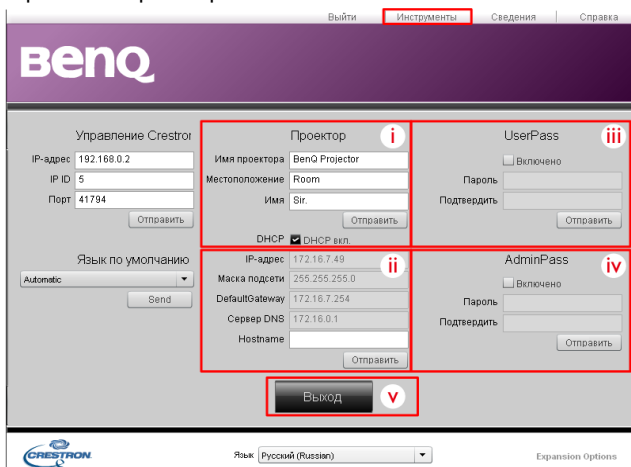 Выйти Инструменты Сведения Справка
BenQ
Управление Crestron
IP-адрес 192.168.0.2
IP ID 5
Порт 41794
Отправить
Язык по умолчанию
Automatic
Send
Проектор i
Имя проектора BenQ Projector
Местоположение Room
Имя Sir.
Отправить
DHCP DHCP вкл.
ii
IP-адрес 172.16.7.49
Маска подсети 255.255.255.0
DefaultGateway 172.16.7.254
Сервер DNS 172.16.0.1
Hostname
Отправить
UserPass iii
Включено
Пароль
Подтвердить
Отправить
AdminPass iv
Включено
Пароль
Подтвердить
Отправить
Выход v
CRESTRON Язык Русский (Russian) Expansion Options